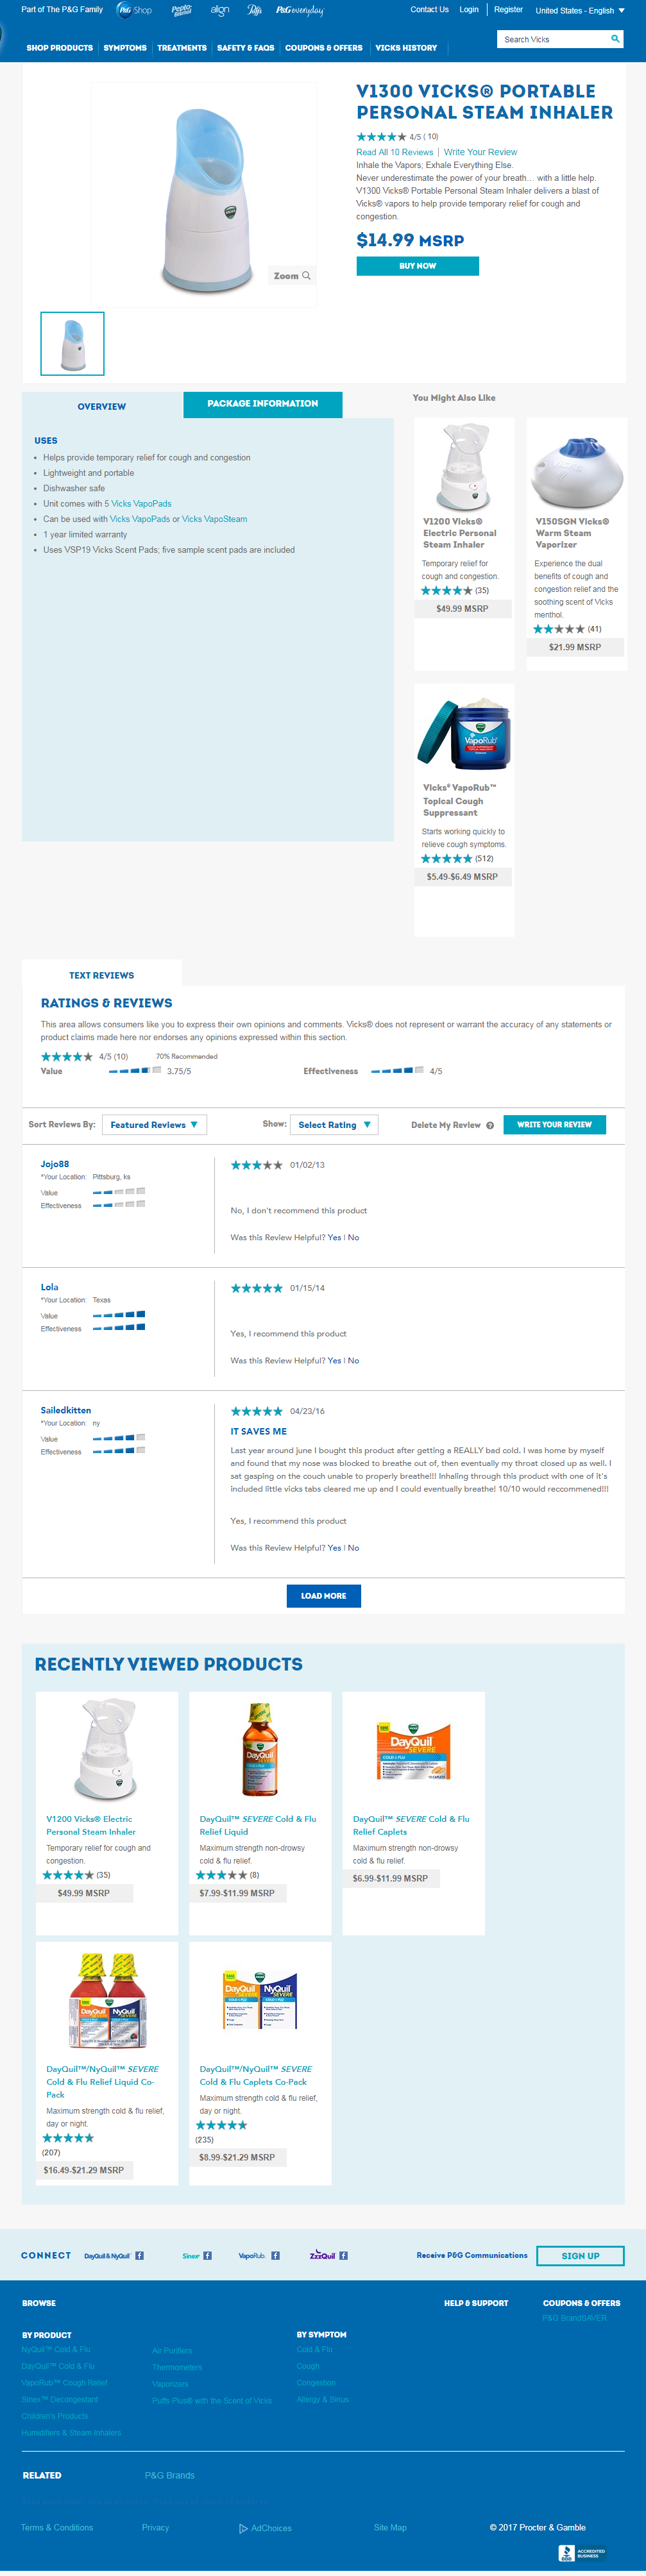 Part of The P&G Family P&G Shop Pepto align Puffs P&G everyday Contact Us Login Register United States - English
Search Vicks
SHOP PRODUCTS SYMPTOMS TREATMENTS SAFETY & FAQS COUPONS & OFFERS VICKS HISTORY
V1300 VICKS® PORTABLE
PERSONAL STEAM INHALER
4/5 ( 10)
Read All 10 Reviews | Write Your Review
Inhale the Vapors; Exhale Everything Else.
Never underestimate the power of your breath… with a little help.
V1300 Vicks® Portable Personal Steam Inhaler delivers a blast of
Vicks® vapors to help provide temporary relief for cough and
congestion.
$14.99 MSRP
BUY NOW
Zoom
OVERVIEW
PACKAGE INFORMATION
USES
• Helps provide temporary relief for cough and congestion
• Lightweight and portable
• Dishwasher safe
• Unit comes with 5 Vicks VapoPads
• Can be used with Vicks VapoPads or Vicks VapoSteam
• 1 year limited warranty
• Uses VSP19 Vicks Scent Pads; five sample scent pads are included
You Might Also Like
V1200 Vicks®
Electric Personal
Steam Inhaler
Temporary relief for
cough and congestion.
(35)
$49.99 MSRP
V150SGN Vicks®
Warm Steam
Vaporizer
Experience the dual
benefits of cough and
congestion relief and the
soothing scent of Vicks
menthol.
(41)
$21.99 MSRP
VapoRub
Vicks® VapoRub™
Topical Cough
Suppressant
Starts working quickly to
relieve cough symptoms.
(512)
$5.49-$6.49 MSRP
TEXT REVIEWS
RATINGS & REVIEWS
This area allows consumers like you to express their own opinions and comments. Vicks® does not represent or warrant the accuracy of any statements or
product claims made here nor endorses any opinions expressed within this section.
4/5 (10) 70% Recommended
Value 3.75/5 Effectiveness 4/5
Sort Reviews By: Featured Reviews Show: Select Rating Delete My Review WRITE YOUR REVIEW
Jojo88
*Your Location: Pittsburg, ks
Value
Effectiveness
01/02/13
No, I don't recommend this product
Was this Review Helpful? Yes | No
Lola
*Your Location: Texas
Value
Effectiveness
01/15/14
Yes, I recommend this product
Was this Review Helpful? Yes | No
Sailedkitten
*Your Location: ny
Value
Effectiveness
04/23/16
IT SAVES ME
Last year around june I bought this product after getting a REALLY bad cold. I was home by myself
and found that my nose was blocked to breathe out of, then eventually my throat closed up as well. I
sat gasping on the couch unable to properly breathe!!! Inhaling through this product with one of it's
included little vicks tabs cleared me up and I could eventually breathe! 10/10 would reccommened!!!
Yes, I recommend this product
Was this Review Helpful? Yes | No
LOAD MORE
RECENTLY VIEWED PRODUCTS
V1200 Vicks® Electric
Personal Steam Inhaler
Temporary relief for cough and
congestion.
(35)
$49.99 MSRP
DayQuil
DayQuil™ SEVERE Cold & Flu
Relief Liquid
Maximum strength non-drowsy
cold & flu relief.
(8)
$7.99-$11.99 MSRP
DayQuil
SEVERE
COLD & FLU
DayQuil™ SEVERE Cold & Flu
Relief Caplets
Maximum strength non-drowsy
cold & flu relief.
$6.99-$11.99 MSRP
DayQuil NyQuil
DayQuil™/NyQuil™ SEVERE
Cold & Flu Relief Liquid Co-
Pack
Maximum strength cold & flu relief,
day or night.
(207)
$16.49-$21.29 MSRP
DayQuil NyQuil
DayQuil™/NyQuil™ SEVERE
Cold & Flu Caplets Co-Pack
Maximum strength cold & flu relief,
day or night.
(235)
$8.99-$21.29 MSRP
CONNECT DayQuil & NyQuil Sinex VapoRub ZzzQuil Receive P&G Communications SIGN UP
BROWSE
HELP & SUPPORT
COUPONS & OFFERS
P&G BrandSAVER
BY PRODUCT
NyQuil™ Cold & Flu
DayQuil™ Cold & Flu
VapoRub™ Cough Relief
Sinex™ Decongestant
Children's Products
Humidifiers & Steam Inhalers
Air Purifiers
Thermometers
Vaporizers
Puffs Plus® with the Scent of Vicks
BY SYMPTOM
Cold & Flu
Cough
Congestion
Allergy & Sinus
RELATED P&G Brands
Terms & Conditions Privacy AdChoices Site Map © 2017 Procter & Gamble
BBB ACCREDITED
BUSINESS